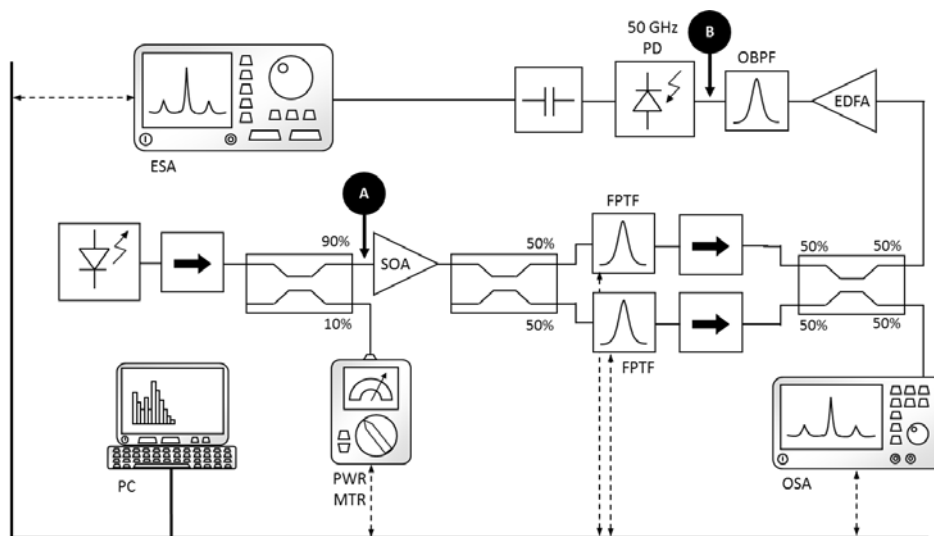 50 GHz
PD
B
OBPF
EDFA
ESA
A
FPTF
90%
SOA
50%
50%
50%
10%
50%
50%
50%
FPTF
PC
PWR
MTR
OSA